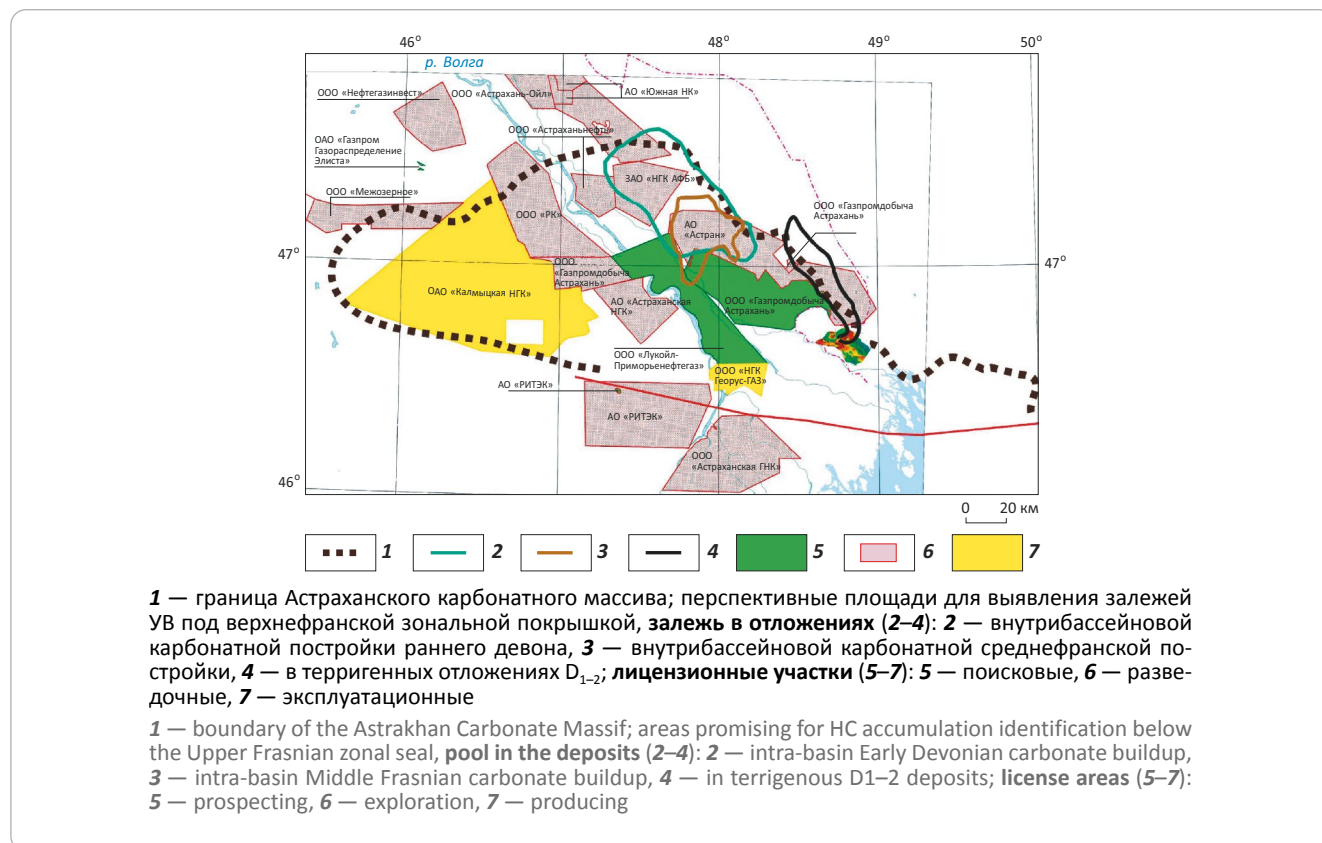 46°
48°
49°
50°
р. Волга
ООО «Нефтегазинвест»
ООО «Астрахань-Ойл»
АО «Южная НК»
ООО «Астраханьнефть»
ОАО «Газпром
Газораспределение
Элиста»
ЗАО «НГК АФБ»
ООО «Межозерное»
ООО «Газпромдобыча
Астрахань»
ООО «РК»
АО
«Астран»
47°
47°
ООО
«Газпромдобыча
Астрахань»
ОАО «Калмыцкая НГК»
АО «Астраханская
НГК»
ООО «Газпромдобыча
Астрахань»
ООО «Лукойл-
Приморьенефтегаз»
ООО «НГК
Георус-ГАЗ»
АО «РИТЭК»
АО «РИТЭК»
ООО
«Астраханская ГНК»
46°
0 20 км
1 2 3 4 5 6 7
1 — граница Астраханского карбонатного массива; перспективные площади для выявления залежей
УВ под верхнефранской зональной покрышкой, залежь в отложениях (2–4): 2 — внутрибассейновой
карбонатной постройки раннего девона, 3 — внутрибассейновой карбонатной среднефранской по-
стройки, 4 — в терригенных отложениях D1–2; лицензионные участки (5–7): 5 — поисковые, 6 — разве-
дочные, 7 — эксплуатационные
1 — boundary of the Astrakhan Carbonate Massif; areas promising for HC accumulation identification below
the Upper Frasnian zonal seal, pool in the deposits (2–4): 2 — intra-basin Early Devonian carbonate buildup,
3 — intra-basin Middle Frasnian carbonate buildup, 4 — in terrigenous D1–2 deposits; license areas (5–7):
5 — prospecting, 6 — exploration, 7 — producing